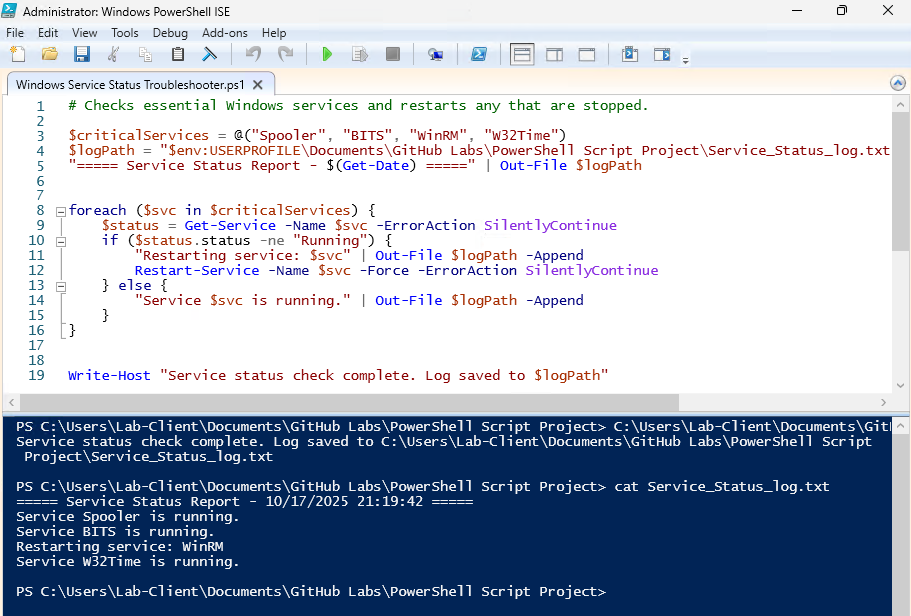 Administrator: Windows PowerShell ISE
File Edit View Tools Debug Add-ons Help
Windows Service Status Troubleshooter.ps1
1 # Checks essential Windows services and restarts any that are stopped.
2
3 $criticalServices = @("Spooler", "BITS", "WinRM", "W32Time")
4 $logPath = "$env:USERPROFILE\Documents\GitHub Labs\PowerShell Script Project\Service_Status_log.txt
5 "===== Service Status Report - $(Get-Date) =====" | Out-File $logPath
6
7
8 foreach ($svc in $criticalServices) {
9 $status = Get-Service -Name $svc -ErrorAction SilentlyContinue
10 if ($status.status -ne "Running") {
11 "Restarting service: $svc" | Out-File $logPath -Append
12 Restart-Service -Name $svc -Force -ErrorAction SilentlyContinue
13 } else {
14 "Service $svc is running." | Out-File $logPath -Append
15 }
16 }
17
18
19 Write-Host "Service status check complete. Log saved to $logPath"
PS C:\Users\Lab-Client\Documents\GitHub Labs\PowerShell Script Project> C:\Users\Lab-Client\Documents\Git
Service status check complete. Log saved to C:\Users\Lab-Client\Documents\GitHub Labs\PowerShell Script
Project\Service_Status_log.txt
PS C:\Users\Lab-Client\Documents\GitHub Labs\PowerShell Script Project> cat Service_Status_log.txt
===== Service Status Report - 10/17/2025 21:19:42 =====
Service Spooler is running.
Service BITS is running.
Restarting service: WinRM
Service W32Time is running.
PS C:\Users\Lab-Client\Documents\GitHub Labs\PowerShell Script Project>